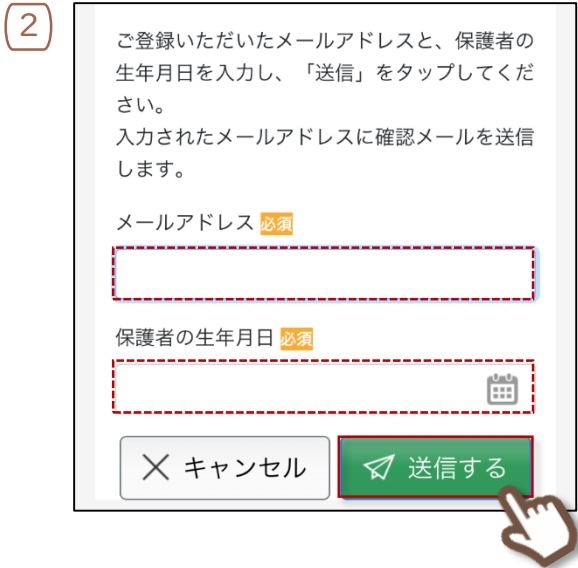 2
ご登録いただいたメールアドレスと、保護者の
生年月日を入力し、「送信」をタップしてくだ
さい。
入力されたメールアドレスに確認メールを送信
します。
メールアドレス 必須
保護者の生年月日 必須
キャンセル 送信する